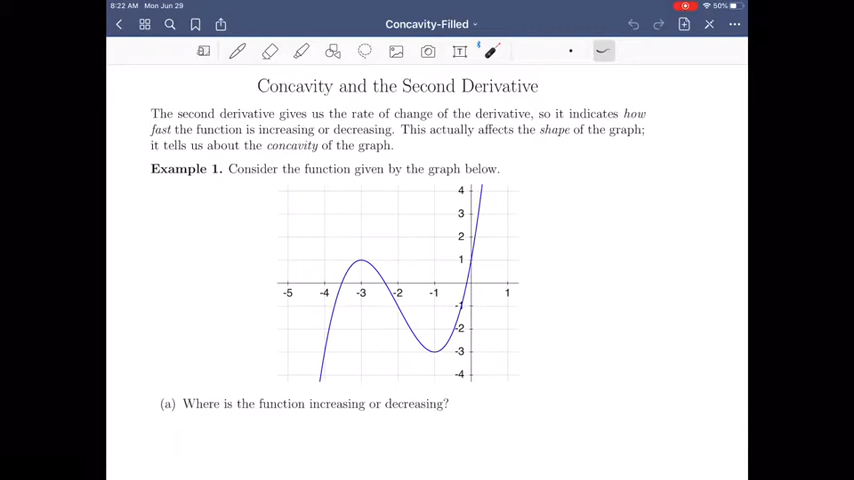 8:22 AM Mon Jun 29
50%
Concavity-Filled
T
Concavity and the Second Derivative
The second derivative gives us the rate of change of the derivative, so it indicates how
fast the function is increasing or decreasing. This actually affects the shape of the graph;
it tells us about the concavity of the graph.
Example 1. Consider the function given by the graph below.
4
3
2
1
-5 -4 -3 -2 -1 1
-1
-2
-3
-4
(a) Where is the function increasing or decreasing?